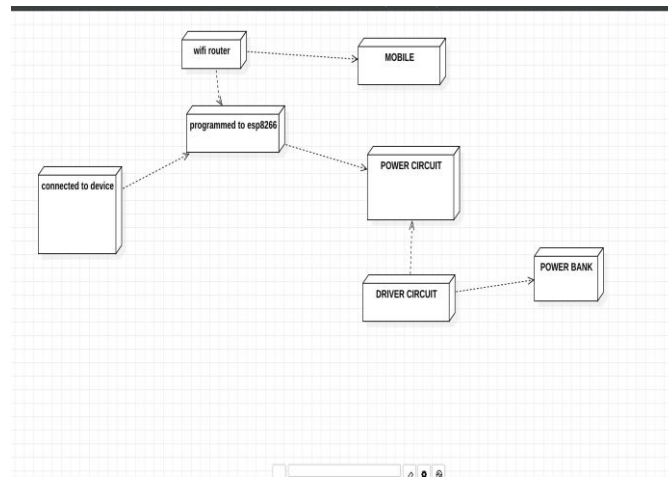 wifi router
MOBILE
programmed to esp8266
POWER CIRCUIT
connected to device
POWER BANK
DRIVER CIRCUIT